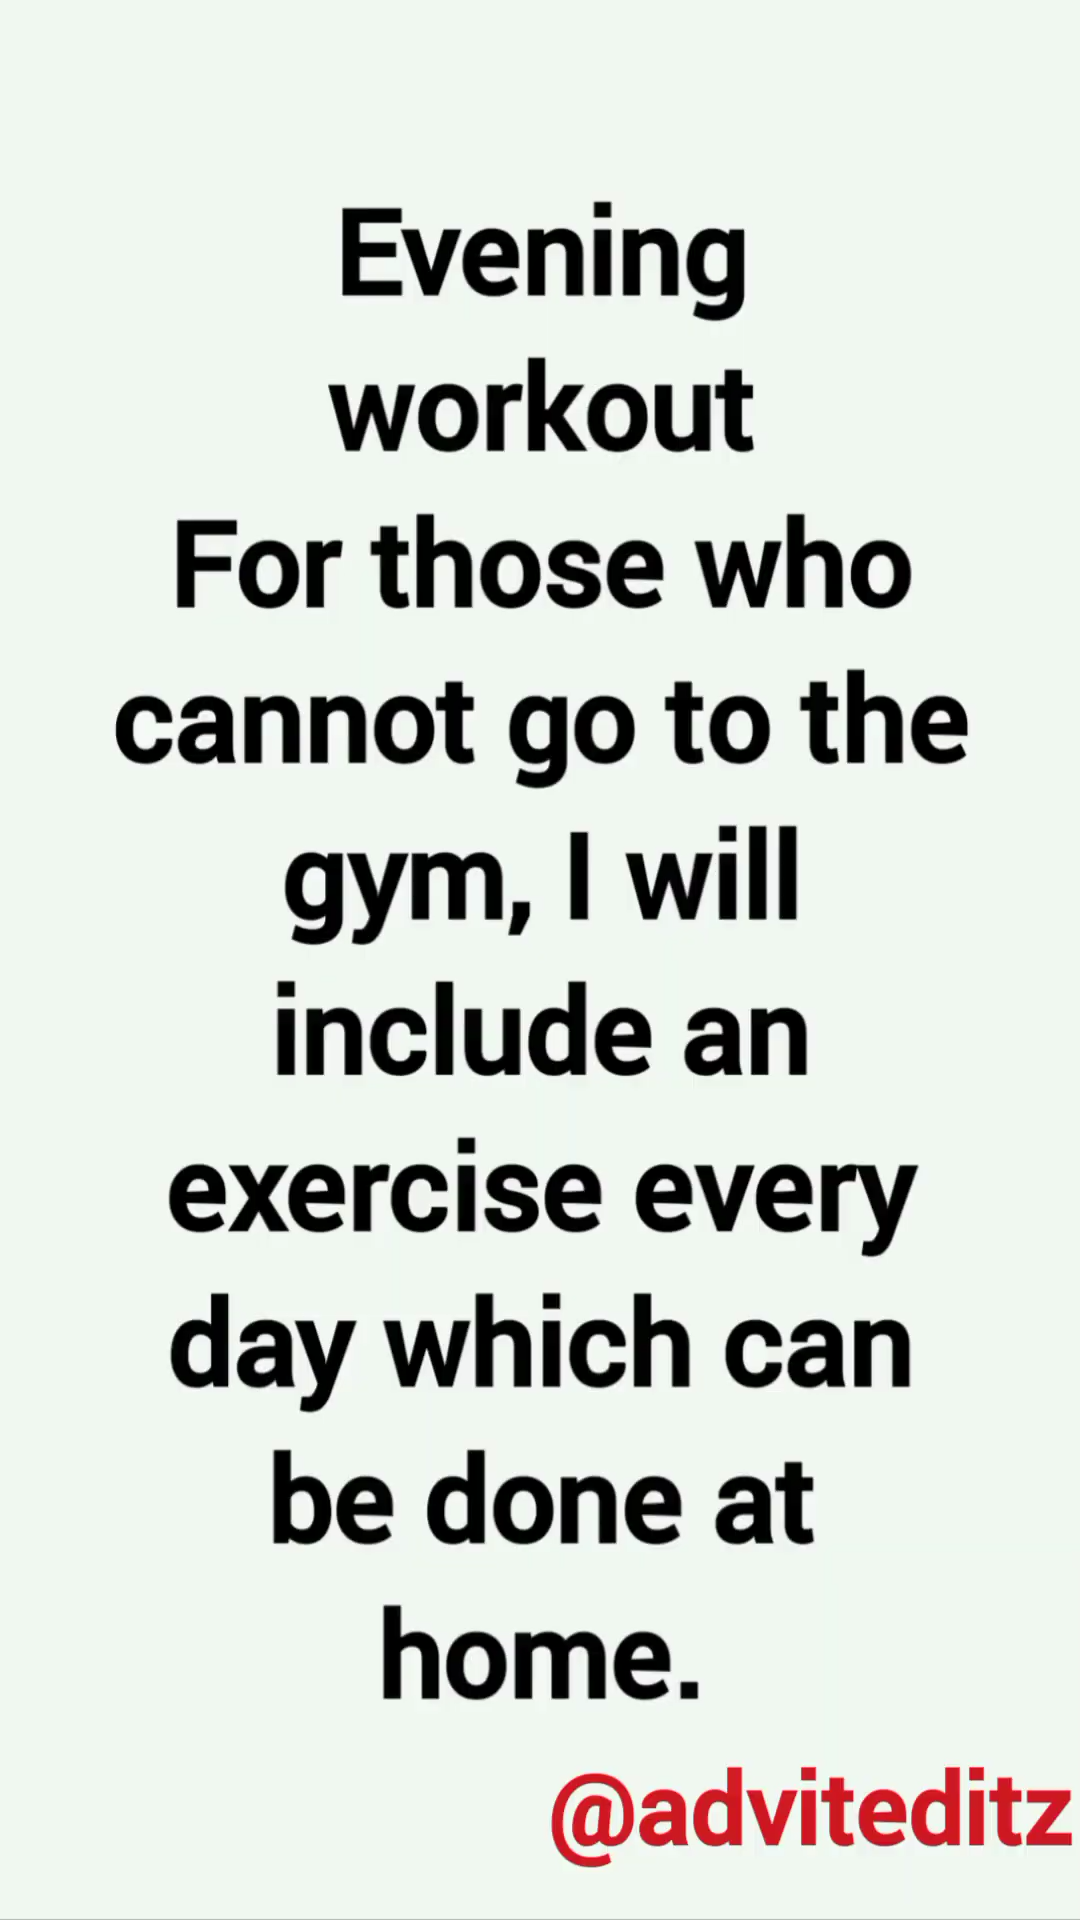 Evening
workout
For those who
cannot go to the
gym, I will
include an
exercise every
day which can
be done at
home.
@adviteditz